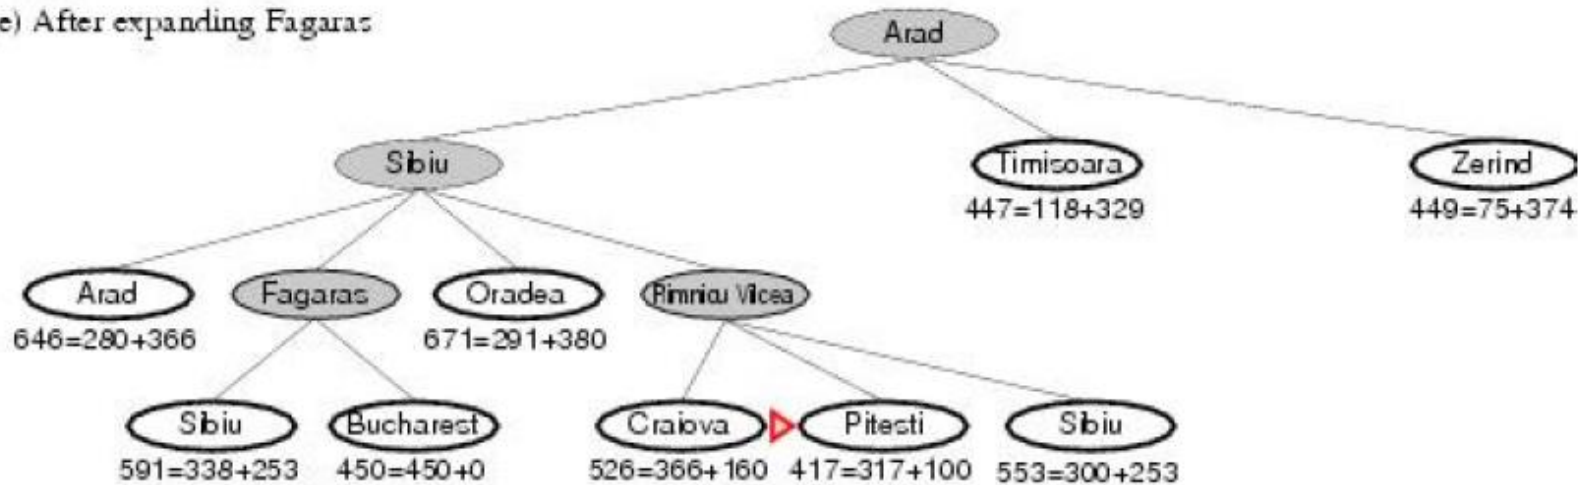 e) After expanding Fagaras
Arad
Sibiu
Timisoara
Zerind
447=118+329
449=75+374
Arad
Fagaras
Oradea
Rimnicu Vilcea
646=280+366
671=291+380
Sibiu
Bucharest
Craiova
Pitesti
Sibiu
591=338+253
450=450+0
526=366+160
417=317+100
553=300+253